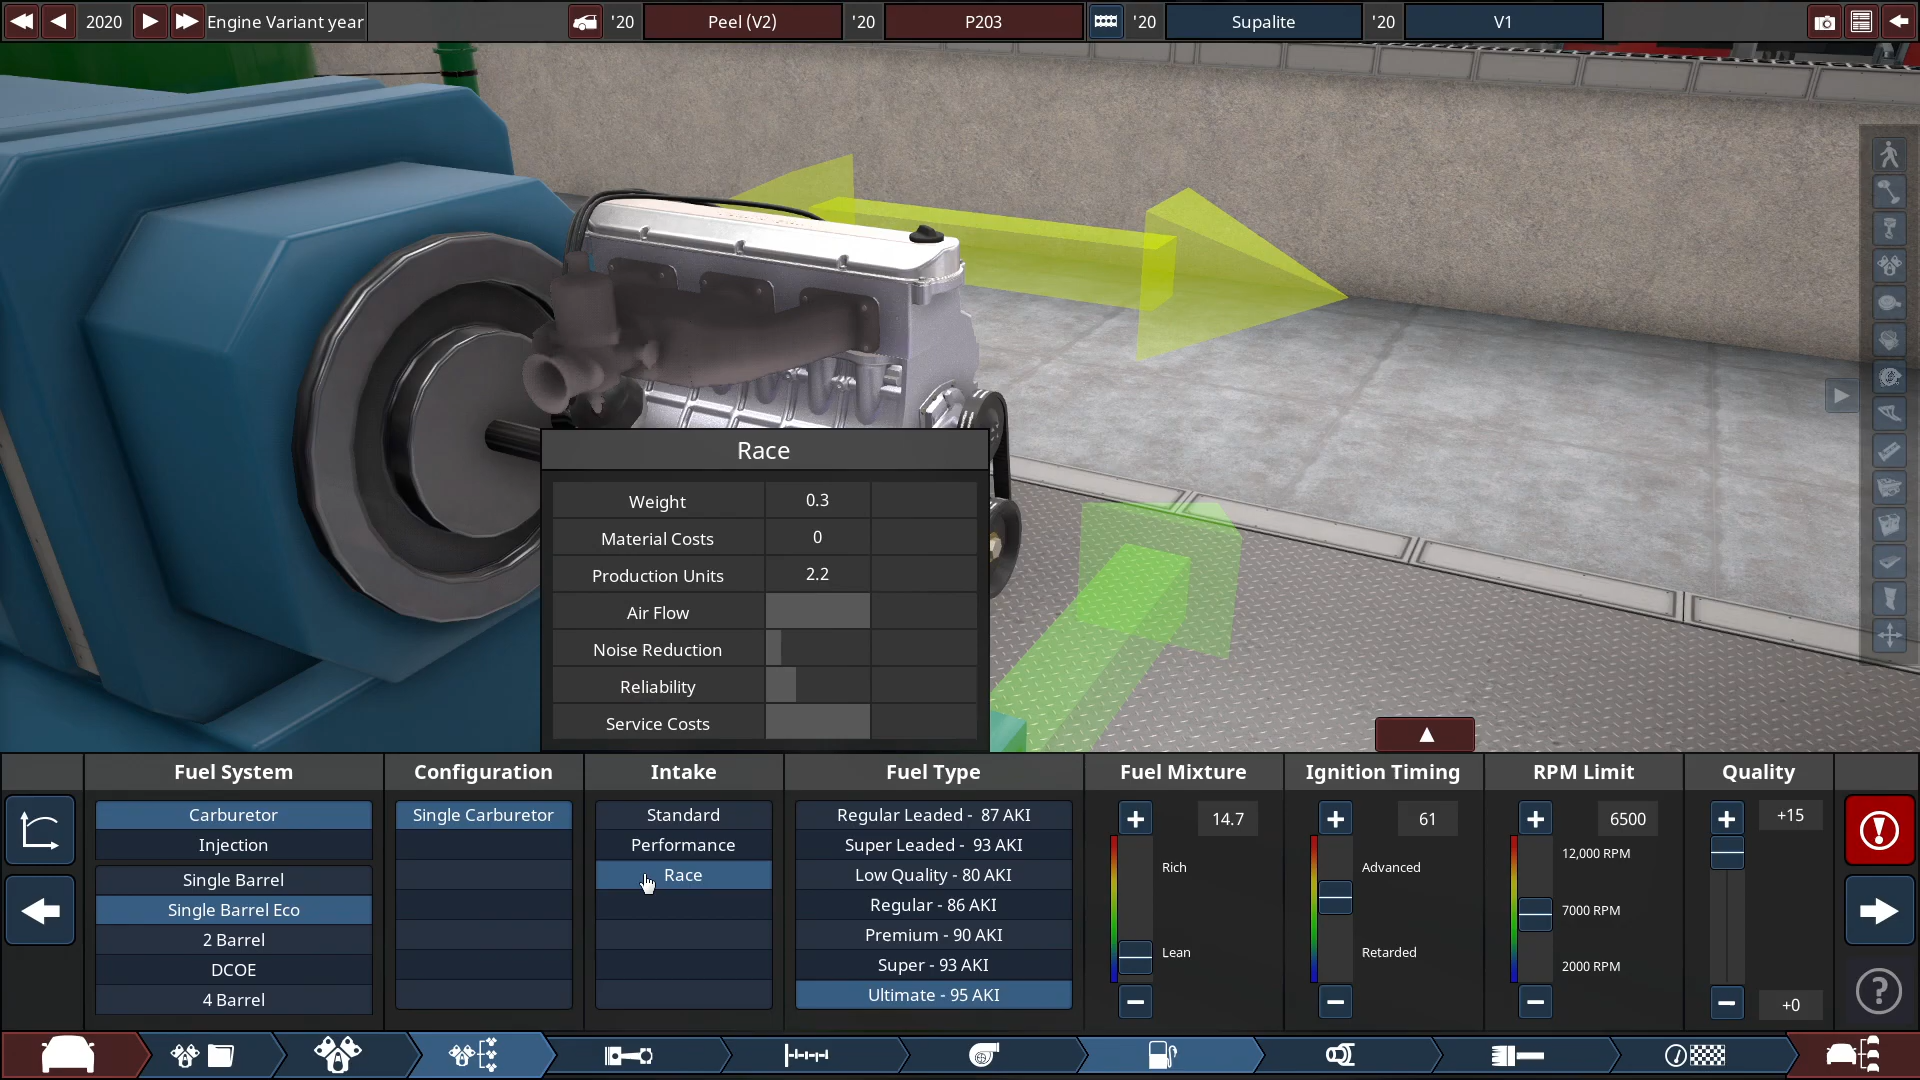 2020 Engine Variant year '20 Peel (V2) '20 P203 '20 Supalite '20 V1
Race
Weight 0.3
Material Costs 0
Production Units 2.2
Air Flow
Noise Reduction
Reliability
Service Costs
Fuel System
Carburetor
Injection
Single Barrel
Single Barrel Eco
2 Barrel
DCOE
4 Barrel
Configuration
Single Carburetor
Intake
Standard
Performance
Race
Fuel Type
Regular Leaded - 87 AKI
Super Leaded - 93 AKI
Low Quality - 80 AKI
Regular - 86 AKI
Premium - 90 AKI
Super - 93 AKI
Ultimate - 95 AKI
Fuel Mixture
14.7
Rich
Lean
Ignition Timing
61
Advanced
Retarded
RPM Limit
6500
12,000 RPM
7000 RPM
2000 RPM
Quality
+15
+0